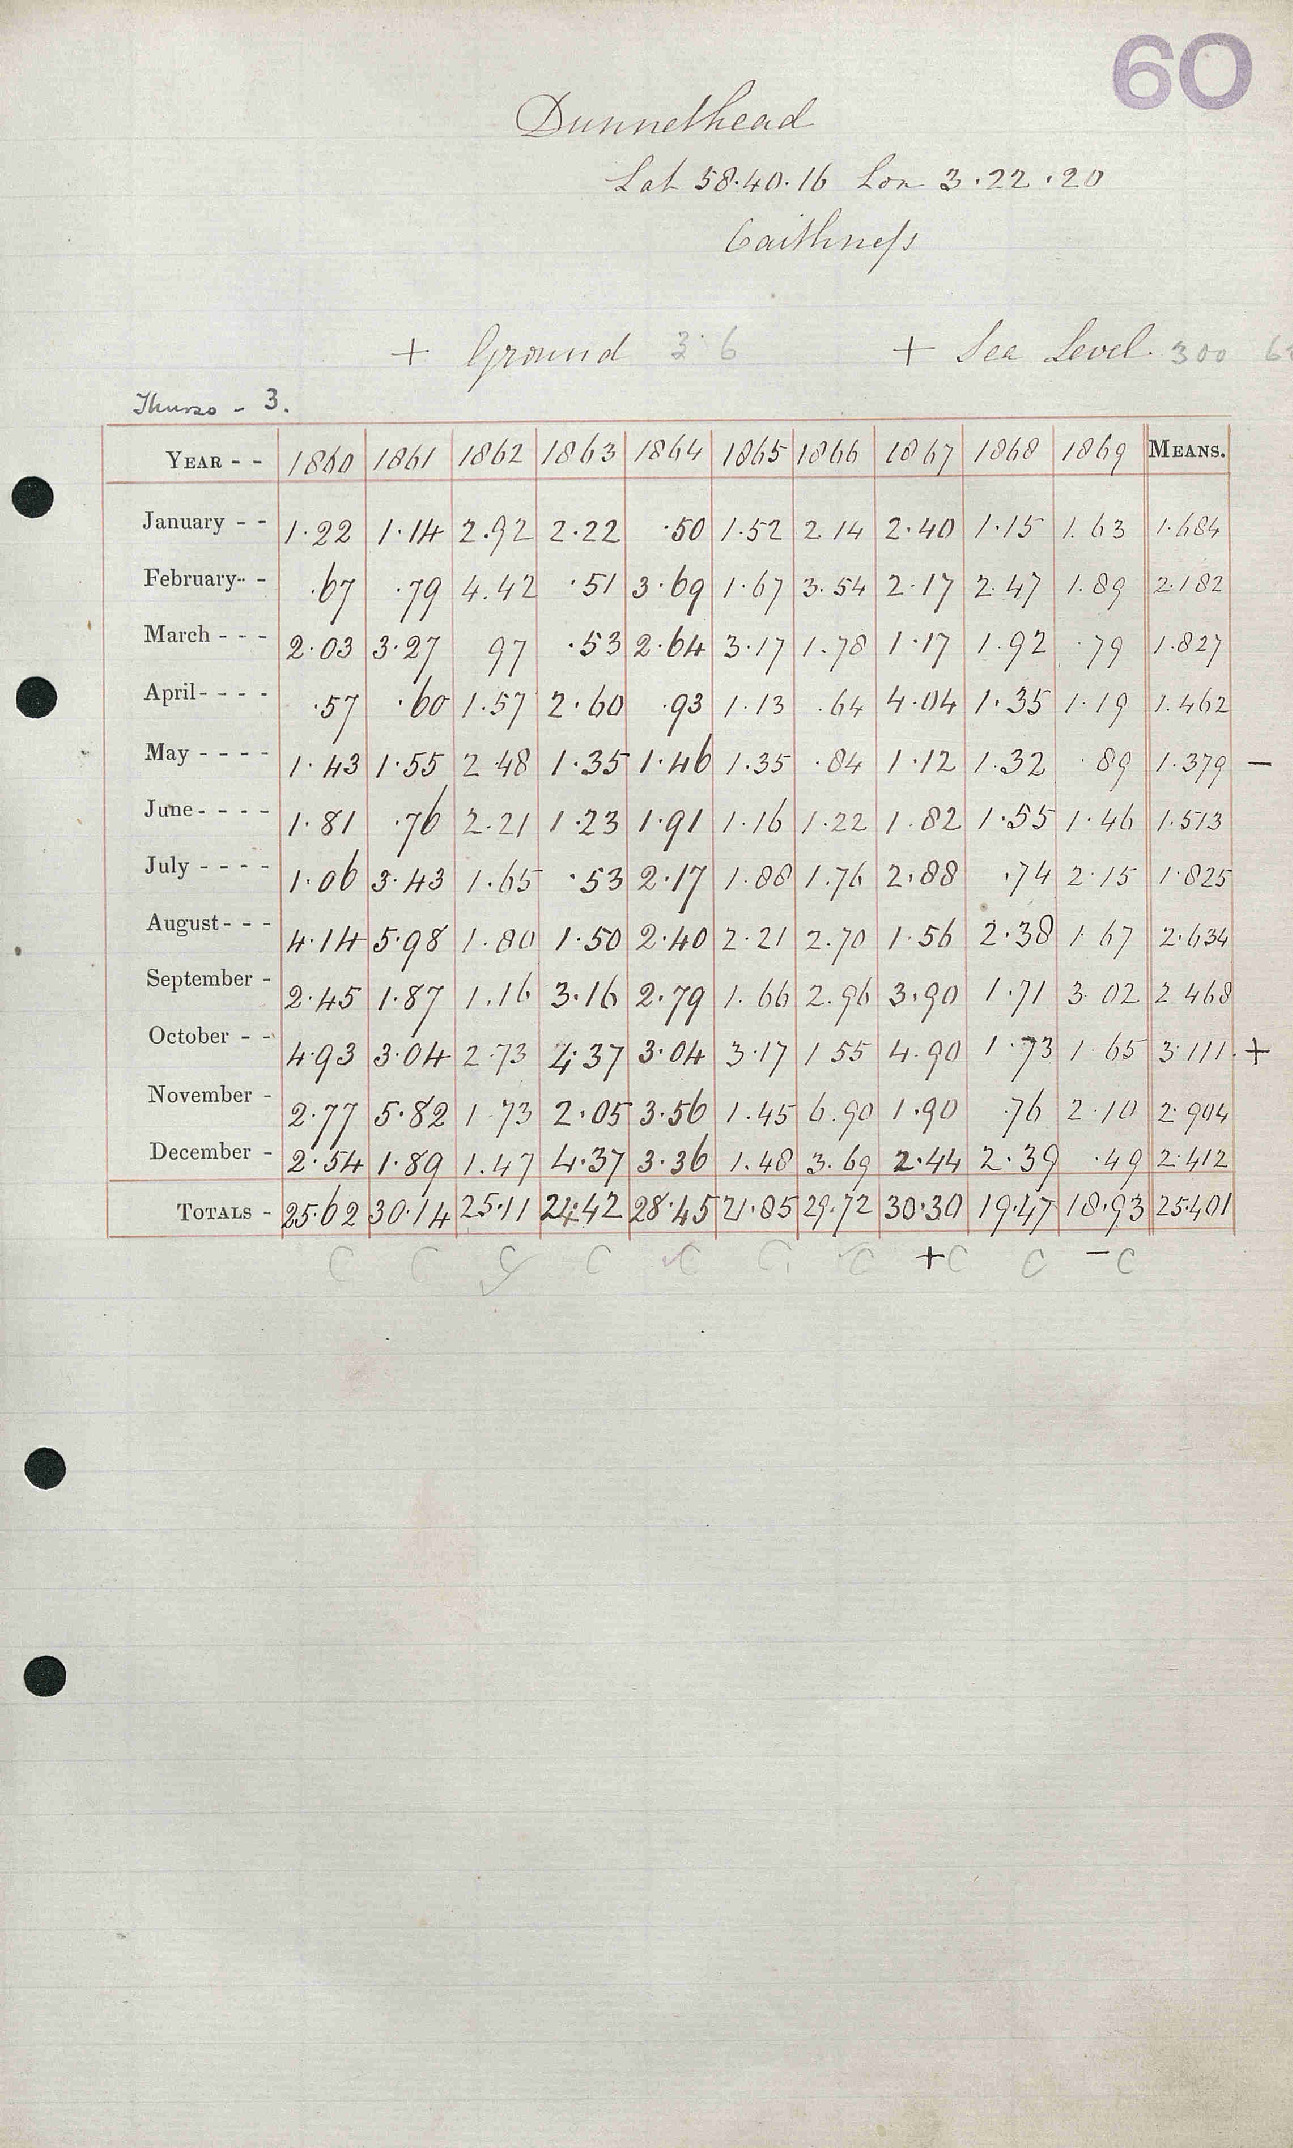 60
Dunnethead
Lat 58.40.16 Lon 3.22.20
Caithness
+ Ground 3.6 + Sea Level. 300
Thurso - 3.
YEAR - - 1860 1861 1862 1863 1864 1865 1866 1867 1868 1869 MEANS.
January - - 1.22 1.14 2.92 2.22 .50 1.52 2.14 2.40 1.15 1.63 1.684
February - - .67 .79 4.42 .51 3.69 1.67 3.54 2.17 2.47 1.89 2.182
March - - - 2.03 3.27 97 .53 2.64 3.17 1.78 1.17 1.92 .79 1.827
April - - - - .57 .60 1.57 2.60 .93 1.13 .64 4.04 1.35 1.19 1.462
May - - - - 1.43 1.55 2.48 1.35 1.46 1.35 .84 1.12 1.32 .89 1.379 -
June - - - - 1.81 .76 2.21 1.23 1.91 1.16 1.22 1.82 1.55 1.46 1.513
July - - - - 1.06 3.43 1.65 .53 2.17 1.88 1.76 2.88 .74 2.15 1.825
August - - - 4.14 5.98 1.80 1.50 2.40 2.21 2.70 1.56 2.38 1.67 2.634
September - 2.45 1.87 1.16 3.16 2.79 1.66 2.96 3.90 1.71 3.02 2.468
October - - 4.93 3.04 2.73 4.37 3.04 3.17 1.55 4.90 1.73 1.65 3.111 +
November - 2.77 5.82 1.73 2.05 3.56 1.45 6.90 1.90 .76 2.10 2.904
December - 2.54 1.89 1.47 4.37 3.36 1.48 3.69 2.44 2.39 .49 2.412
TOTALS - 25.62 30.14 25.11 24.42 28.45 21.85 29.72 30.30 19.47 18.93 25.401
C C C C C C C +C C -C